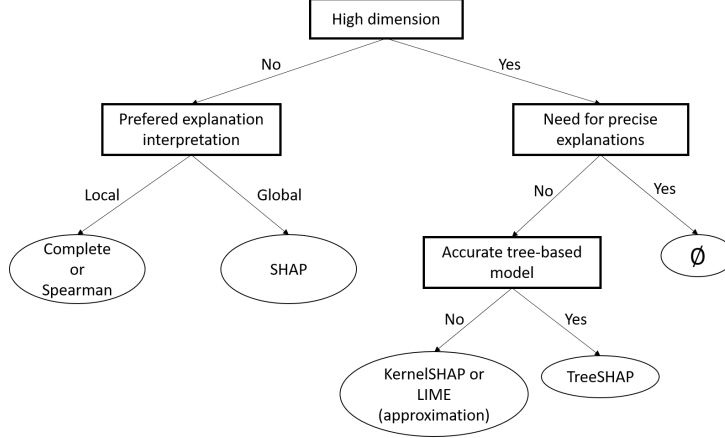 High dimension
No
Yes
Prefered explanation
interpretation
Need for precise
explanations
Local
Global
No
Yes
Complete
or
Spearman
SHAP
Accurate tree-based
model
Ø
No
Yes
KernelSHAP or
LIME
(approximation)
TreeSHAP